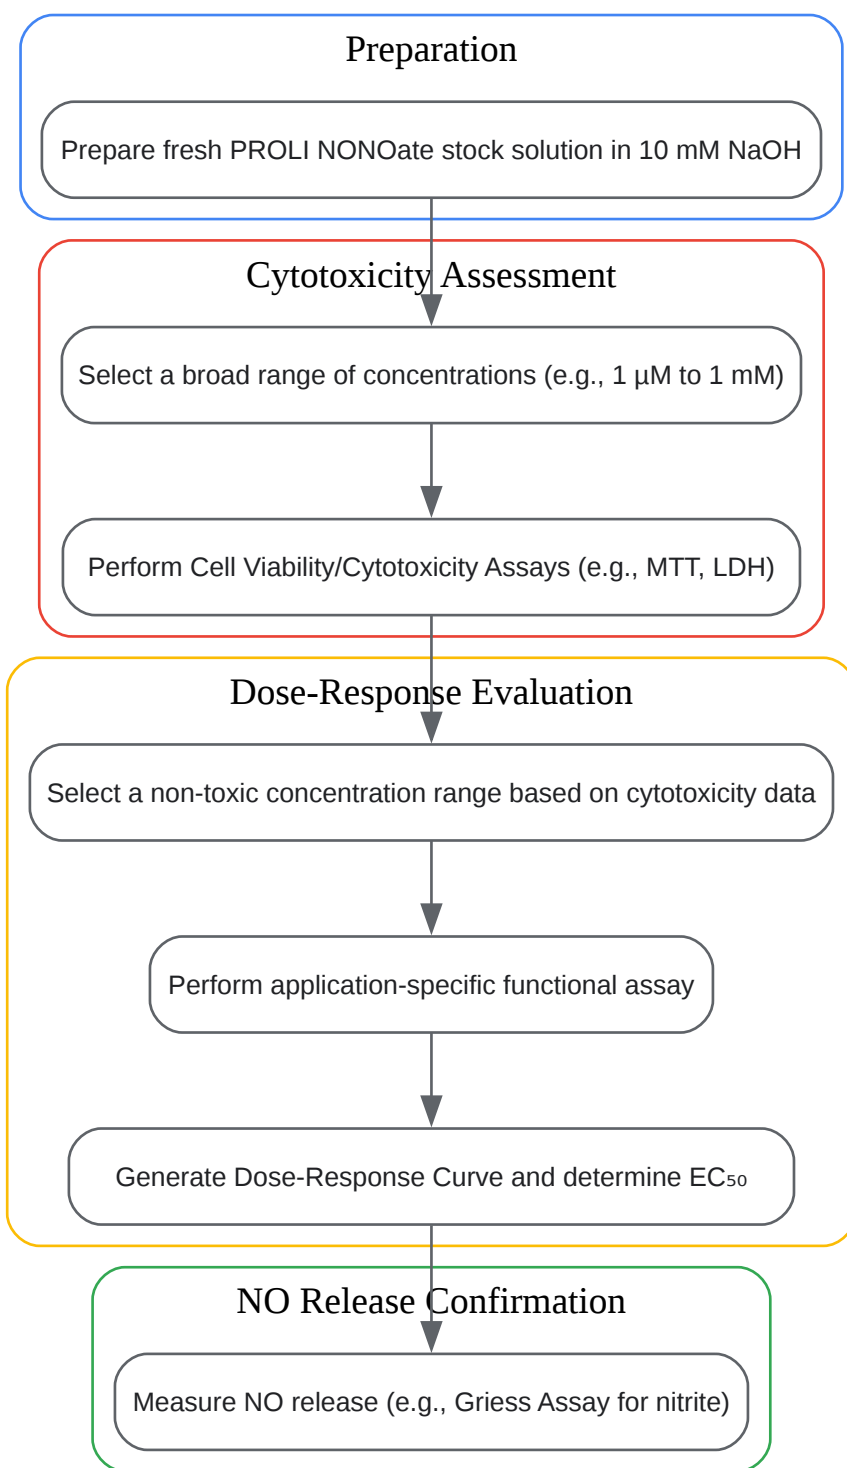 Preparation
Prepare fresh PROLI NONOate stock solution in 10 mM NaOH
Cytotoxicity Assessment
Select a broad range of concentrations (e.g., 1 µM to 1 mM)
Perform Cell Viability/Cytotoxicity Assays (e.g., MTT, LDH)
Dose-Response Evaluation
Select a non-toxic concentration range based on cytotoxicity data
Perform application-specific functional assay
Generate Dose-Response Curve and determine EC₅₀
NO Release Confirmation
Measure NO release (e.g., Griess Assay for nitrite)